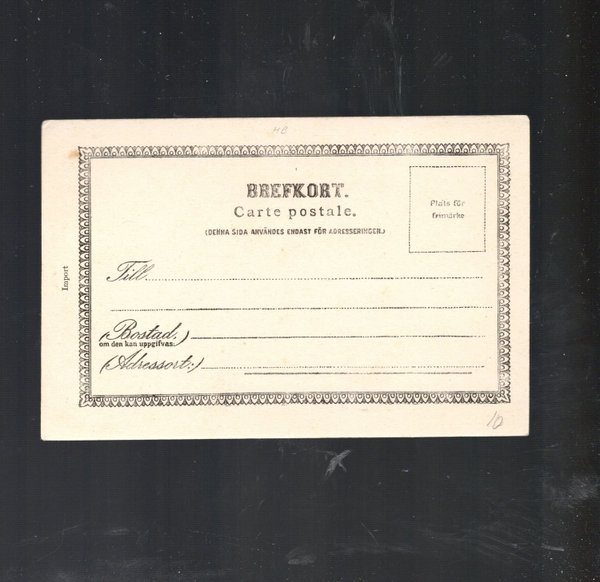 HB
BREFKORT.
Carte postale.
(DENNA SIDA ANVÄNDES ENDAST FÖR ADRESSERINGEN.)
Plats för
frimärke
Import
Till
(Bostad:)
om den kan uppgifvas.
(Adressort:)
10